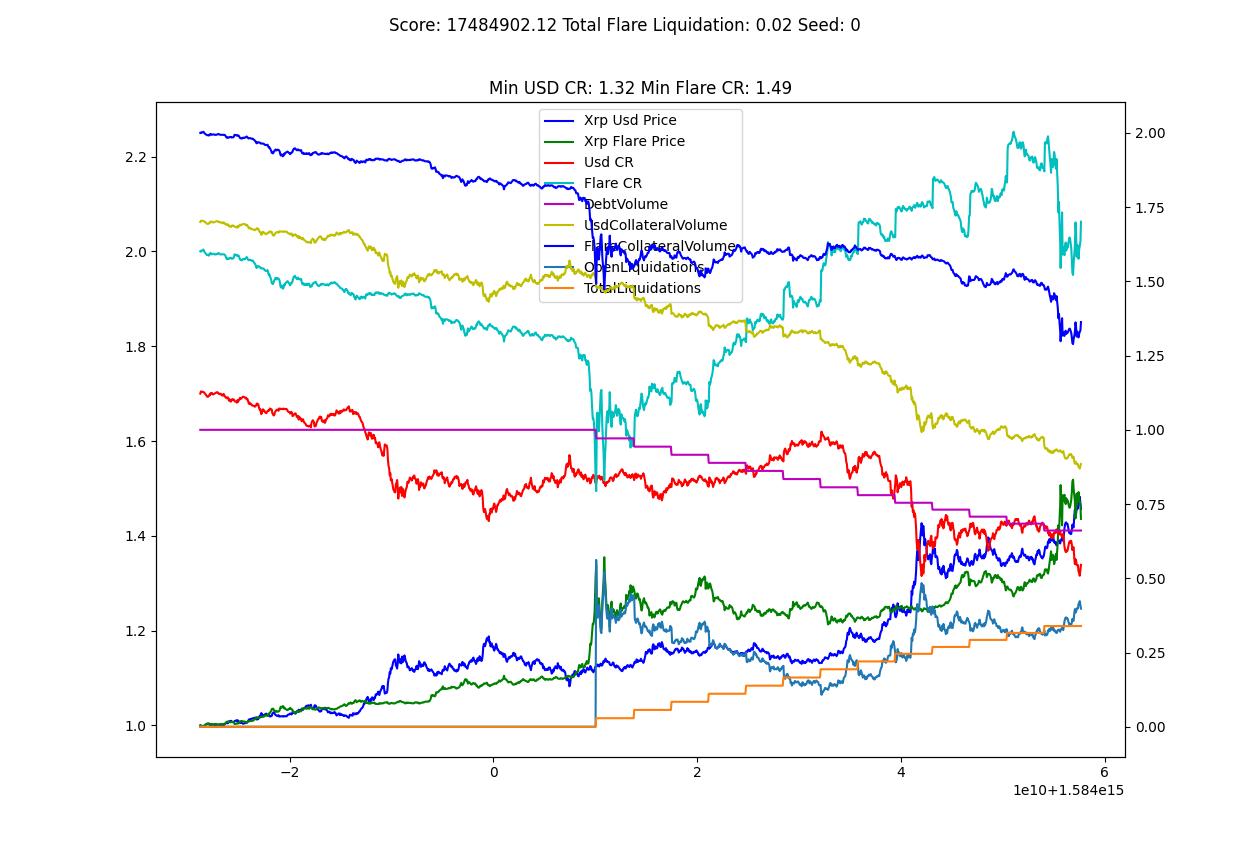 Score: 17484902.12 Total Flare Liquidation: 0.02 Seed: 0
Min USD CR: 1.32 Min Flare CR: 1.49
Xrp Usd Price
Xrp Flare Price
Usd CR
Flare CR
DebtVolume
UsdCollateralVolume
FlareCollateralVolume
OpenLiquidations
TotalLiquidations
2.2
2.0
1.8
1.6
1.4
1.2
1.0
2.00
1.75
1.50
1.25
1.00
0.75
0.50
0.25
0.00
−2 0 2 4 6
1e10+1.584e15